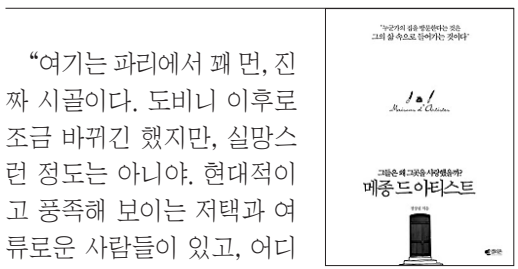 “여기는 파리에서 꽤 먼, 진
짜 시골이다. 도비니 이후로
조금 바뀌긴 했지만, 실망스
런 정도는 아니야. 현대적이
고 풍족해 보이는 저택과 여
류로운 사람들이 있고, 어디
“누군가의 집을 방문한다는 것은
그의 삶 속으로 들어가는 것이다”
Maisons d'Artistes
그들은 왜 그곳을 사랑했을까?
메종 드 아티스트